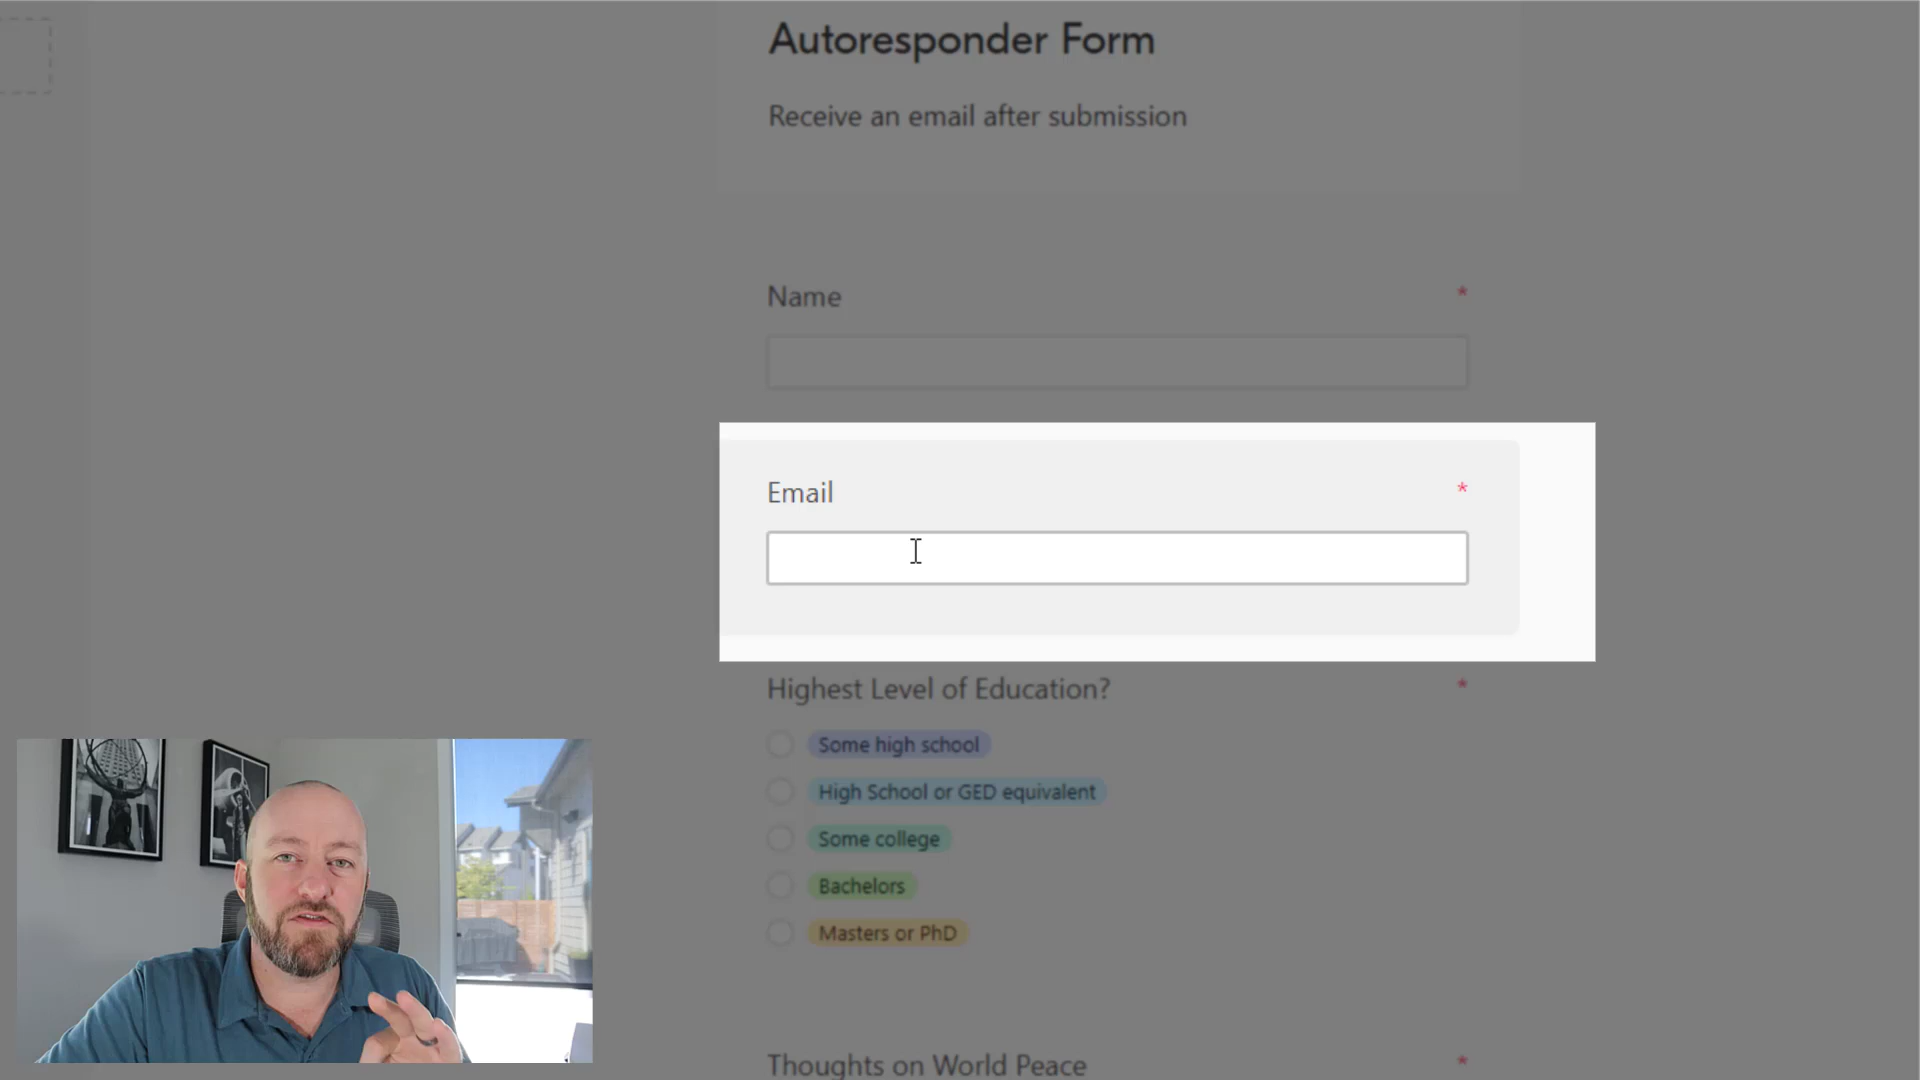 Autoresponder Form
Receive an email after submission
Name *
Email *
Highest Level of Education? *
Some high school
High School or GED equivalent
Some college
Bachelors
Masters or PhD
Thoughts on World Peace *